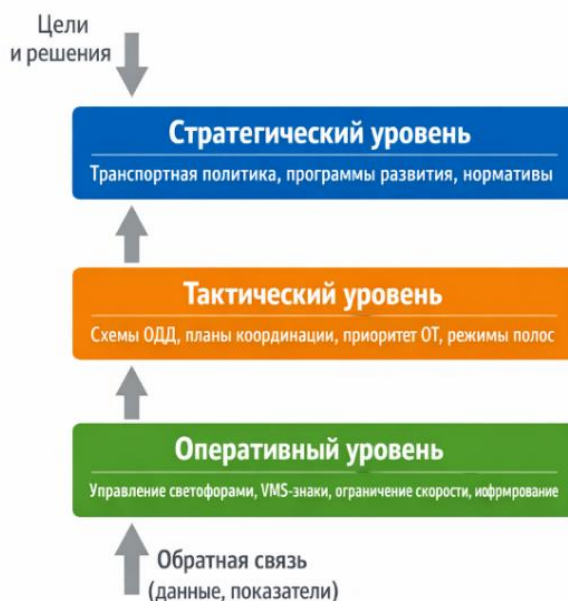 Цели
и решения
Стратегический уровень
Транспортная политика, программы развития, нормативы
Тактический уровень
Схемы ОДД, планы координации, приоритет ОТ, режимы полос
Оперативный уровень
Управление светофорами, VMS-знаки, ограничение скорости, иофрмирование
Обратная связь
(данные, показатели)